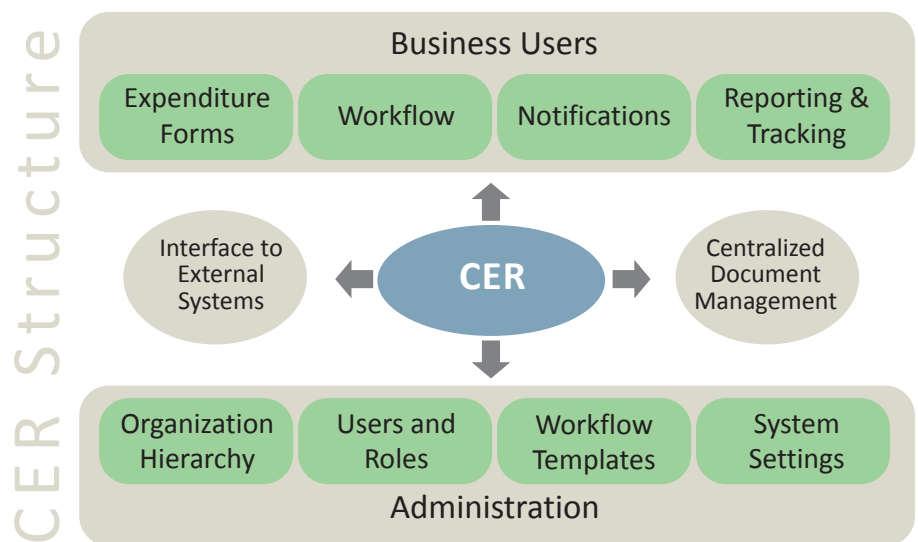 CER Structure
Business Users
Expenditure
Forms
Workflow
Notifications
Reporting &
Tracking
Interface to
External
Systems
CER
Centralized
Document
Management
Organization
Hierarchy
Users and
Roles
Workflow
Templates
System
Settings
Administration